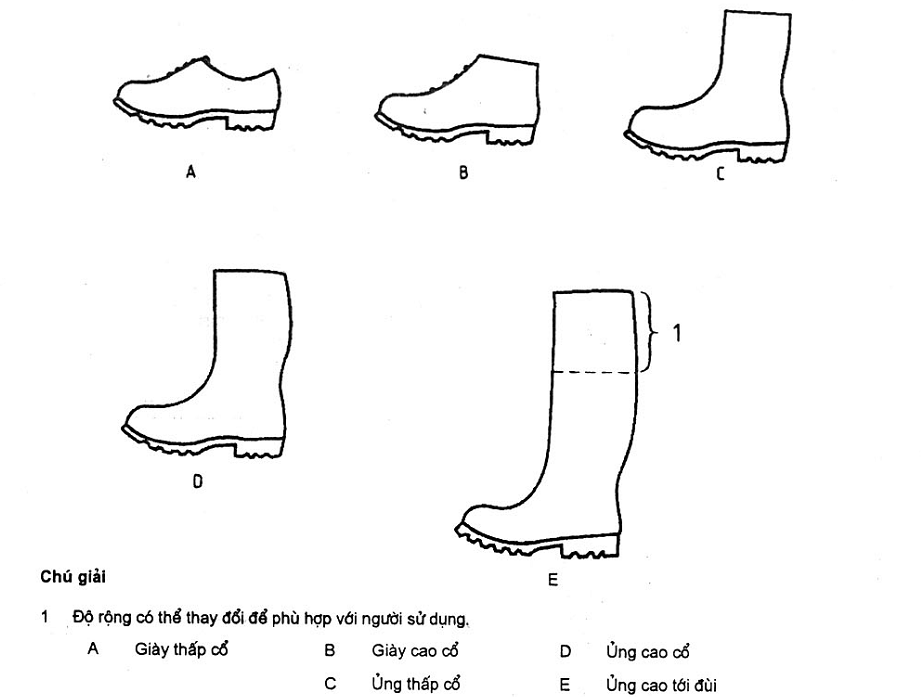 A B C
1
D
E
Chú giải
1 Độ rộng có thể thay đổi để phù hợp với người sử dụng.
A Giày thấp cổ B Giày cao cổ D Ủng cao cổ
C Ủng thấp cổ E Ủng cao tới đùi